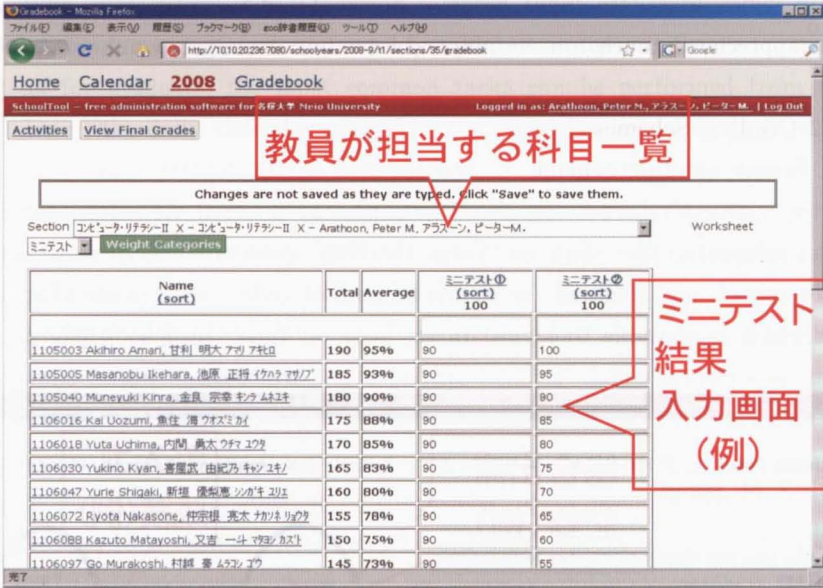 Gradebook - Mozilla Firefox
ファイル(F) 編集(E) 表示(V) 履歴(S) ブックマーク(B) goo辞書履歴(G) ツール(T) ヘルプ(H)
http://10.10.20.236:7080/schoolyears/2008-9/t1/sections/35/gradebook
Google
Home Calendar 2008 Gradebook
SchoolTool - free administration software for 名桜大学 Meio University Logged in as: Arathoon, Peter M., アラスーン, ピーターM. | Log Out
Activities View Final Grades
教員が担当する科目一覧
Changes are not saved as they are typed. Click "Save" to save them.
Section コンピュータ・リテラシーII X - コンピュータ・リテラシーII X - Arathoon, Peter M, アラスーン, ピーターM. Worksheet
ミニテスト Weight Categories
Name (sort) Total Average ミニテスト① (sort) 100 ミニテスト② (sort) 100
1105003 Akihiro Amari, 甘利 明大 アマリ アキヒロ 190 95% 90 100
1105005 Masanobu Ikehara, 池原 正将 イケハラ マサノブ 185 93% 90 95
1105040 Muneyuki Kinra, 金良 宗幸 キンラ ムネユキ 180 90% 90 90
1106016 Kai Uozumi, 魚住 海 ウオズミ カイ 175 88% 90 85
1106018 Yuta Uchima, 内間 勇太 ウチマ ユウタ 170 85% 90 80
1106030 Yukino Kyan, 喜屋武 由紀乃 キャン ユキノ 165 83% 90 75
1106047 Yurie Shigaki, 新垣 優梨恵 シンガキ ユリエ 160 80% 90 70
1106072 Ryota Nakasone, 仲宗根 亮太 ナカソネ リョウタ 155 78% 90 65
1106088 Kazuto Matayoshi, 又吉 一斗 マタヨシ カズト 150 75% 90 60
1106097 Go Murakoshi, 村越 豪 ムラコシ ゴウ 145 73% 90 55
ミニテスト
結果
入力画面
(例)
完了